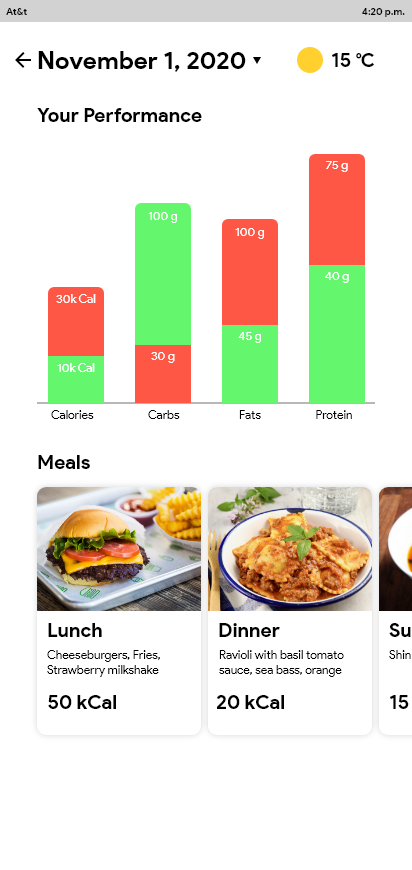 At&t 4:20 p.m.
November 1, 2020 15 °C
Your Performance
75 g
100 g
100 g
40 g
30k Cal
45 g
30 g
10k Cal
Calories Carbs Fats Protein
Meals
Lunch
Cheeseburgers, Fries,
Strawberry milkshake
50 kCal
Dinner
Ravioli with basil tomato
sauce, sea bass, orange
20 kCal
Su
Shin
15